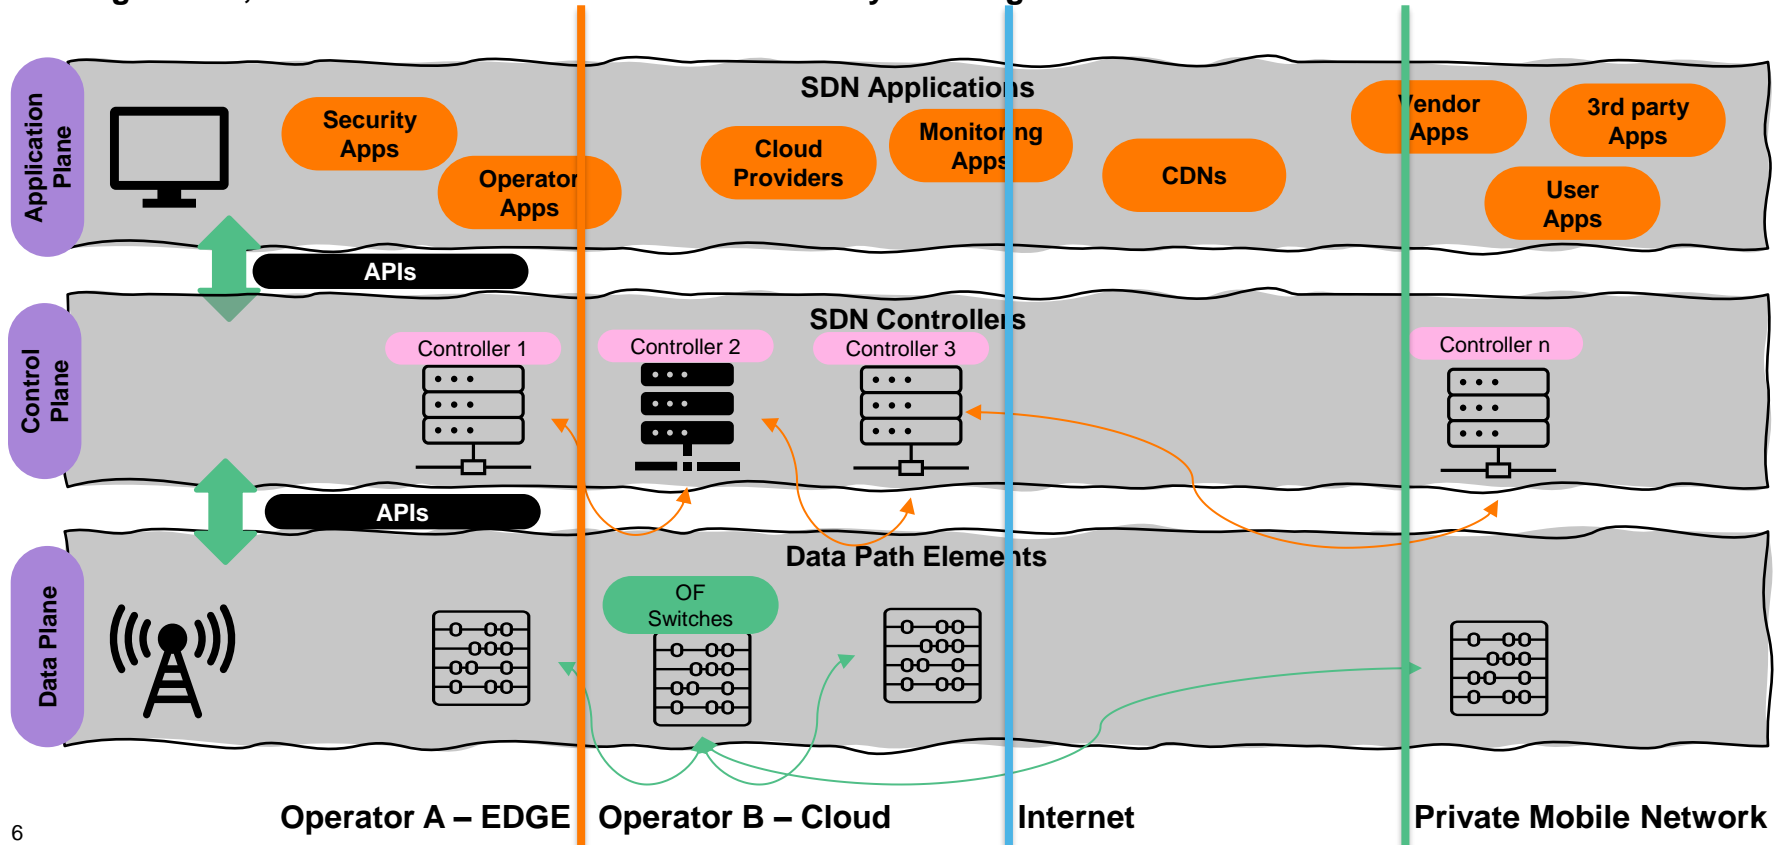 SDN Applications
Application
Plane
Security
Apps
Operator
Apps
Cloud
Providers
Monitoring
Apps
CDNs
Vendor
Apps
3rd party
Apps
User
Apps
APIs
SDN Controllers
Control
Plane
Controller 1
Controller 2
Controller 3
Controller n
APIs
Data Path Elements
Data Plane
OF
Switches
Operator A – EDGE
Operator B – Cloud
Internet
Private Mobile Network
6